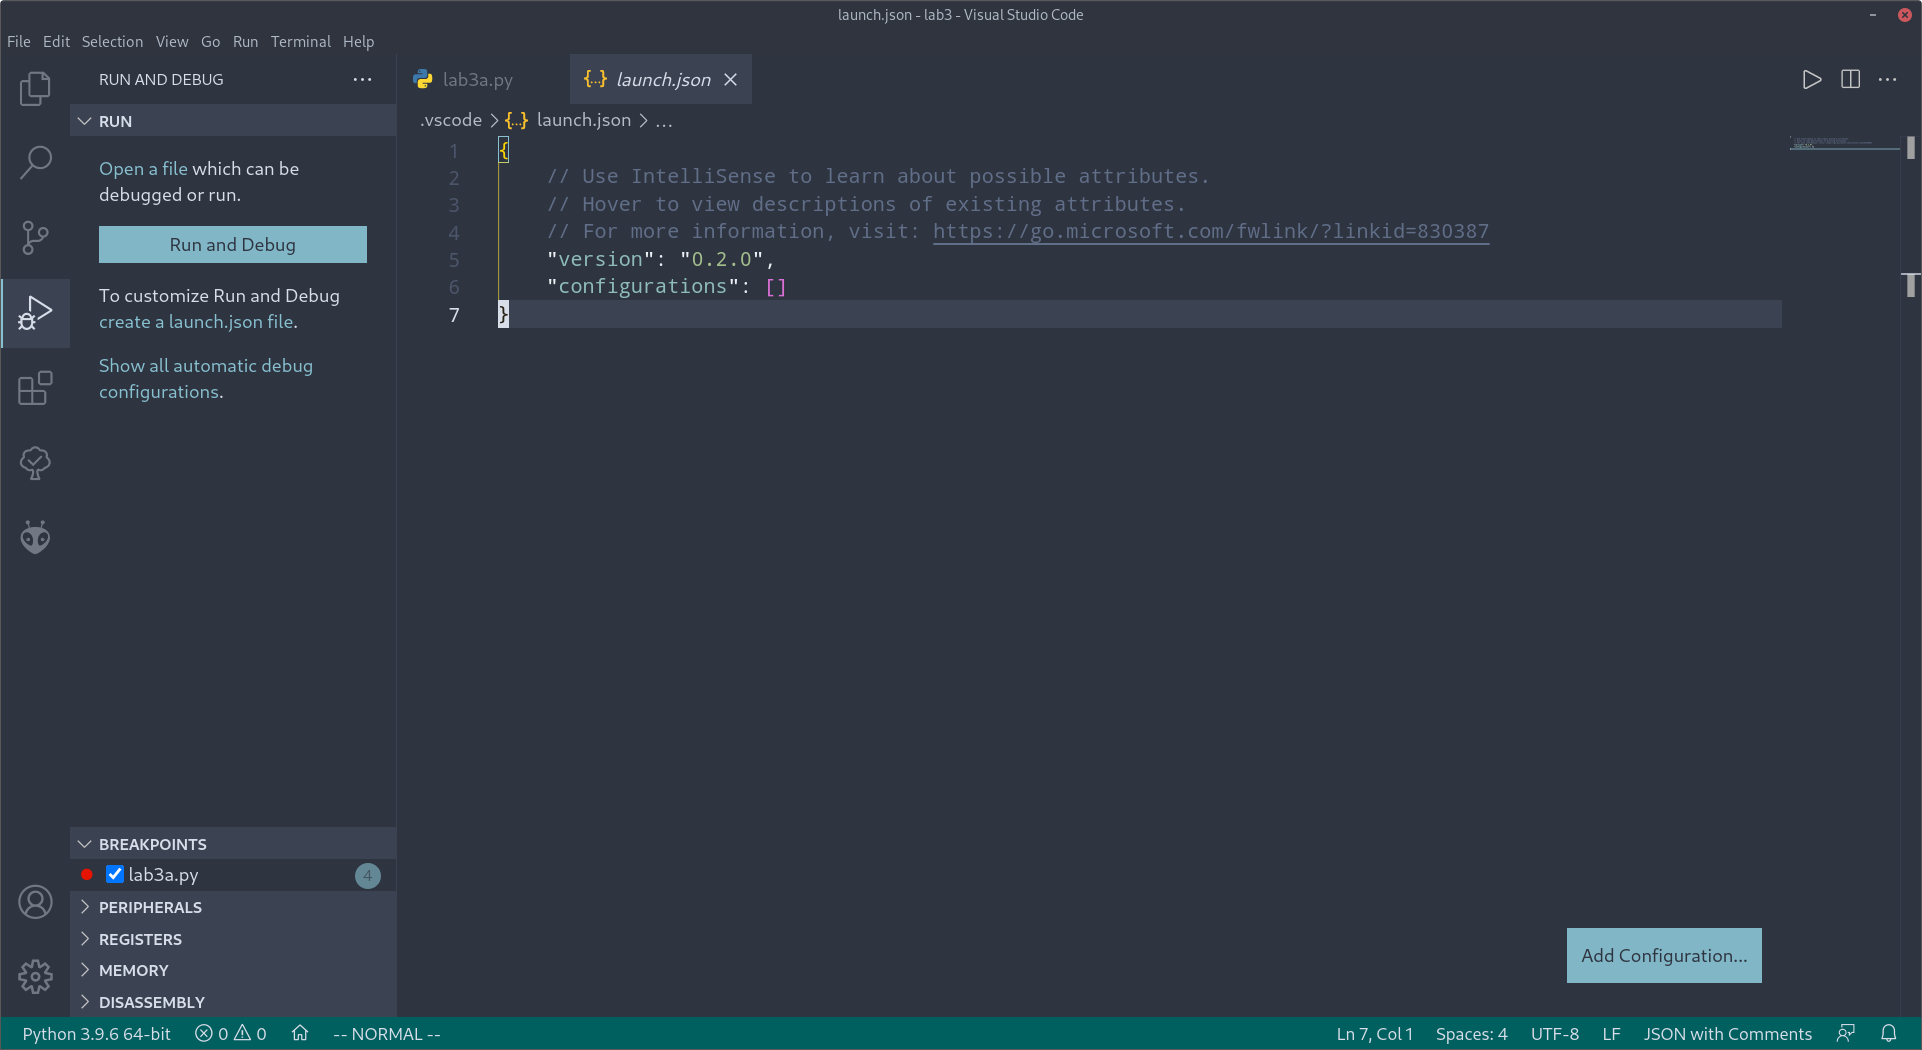 launch.json - lab3 - Visual Studio Code
File Edit Selection View Go Run Terminal Help
RUN AND DEBUG
RUN
Open a file which can be
debugged or run.
Run and Debug
To customize Run and Debug
create a launch.json file.
Show all automatic debug
configurations.
BREAKPOINTS
lab3a.py 4
PERIPHERALS
REGISTERS
MEMORY
DISASSEMBLY
lab3a.py {...} launch.json
.vscode > {...} launch.json > ...
1 {
2 // Use IntelliSense to learn about possible attributes.
3 // Hover to view descriptions of existing attributes.
4 // For more information, visit: https://go.microsoft.com/fwlink/?linkid=830387
5 "version": "0.2.0",
6 "configurations": []
7 }
Add Configuration...
Python 3.9.6 64-bit 0 0 -- NORMAL -- Ln 7, Col 1 Spaces: 4 UTF-8 LF JSON with Comments